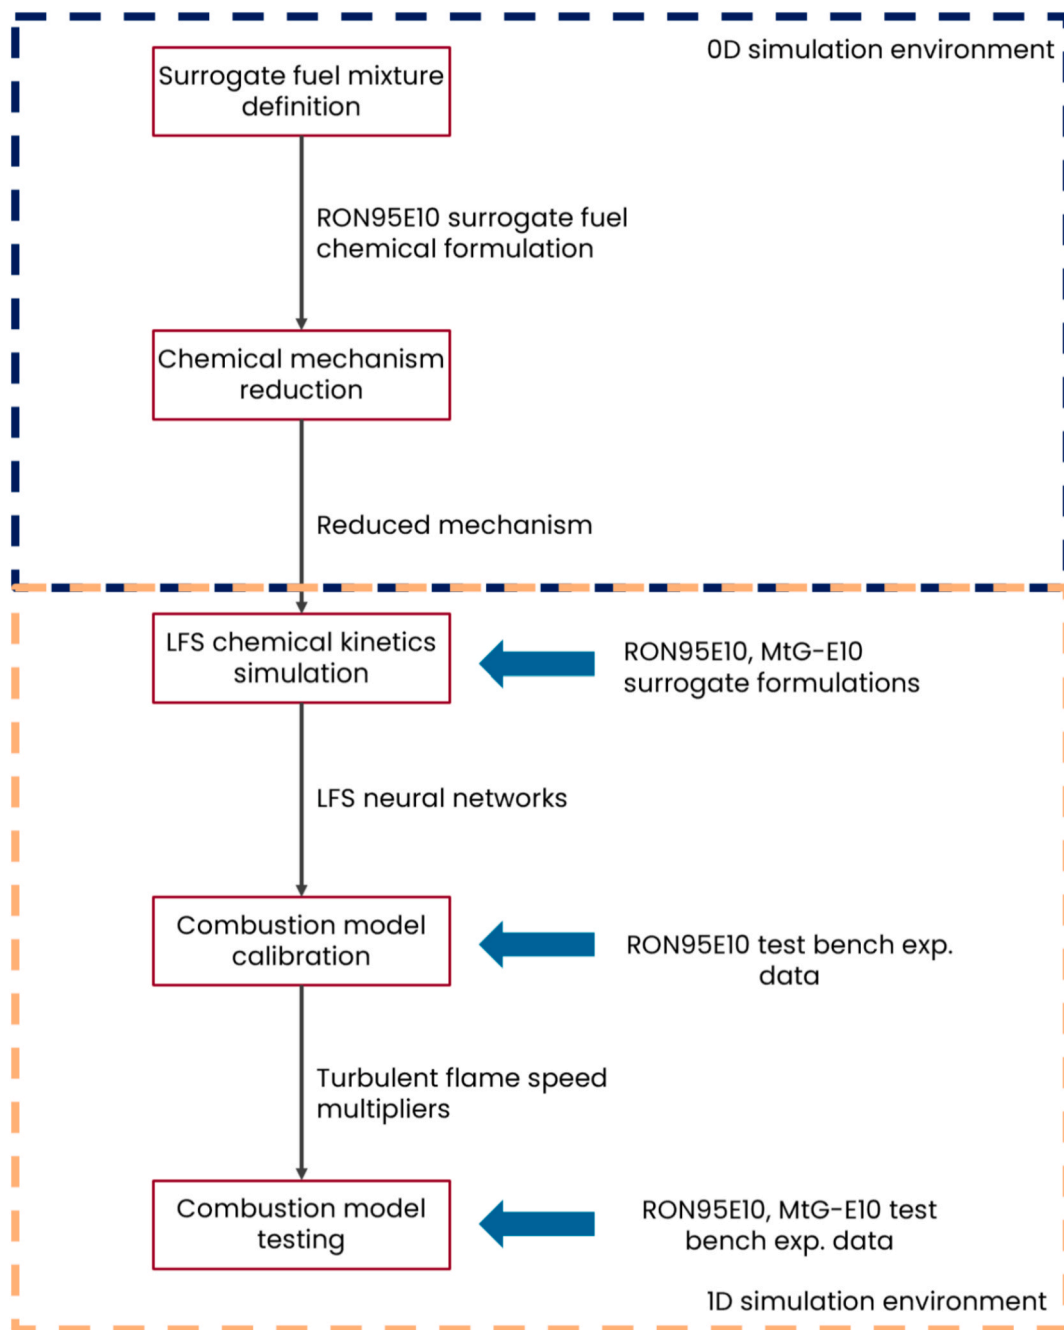 0D simulation environment
Surrogate fuel mixture
definition
RON95E10 surrogate fuel
chemical formulation
Chemical mechanism
reduction
Reduced mechanism
LFS chemical kinetics
simulation
RON95E10, MtG-E10
surrogate formulations
LFS neural networks
Combustion model
calibration
RON95E10 test bench exp.
data
Turbulent flame speed
multipliers
Combustion model
testing
RON95E10, MtG-E10 test
bench exp. data
1D simulation environment